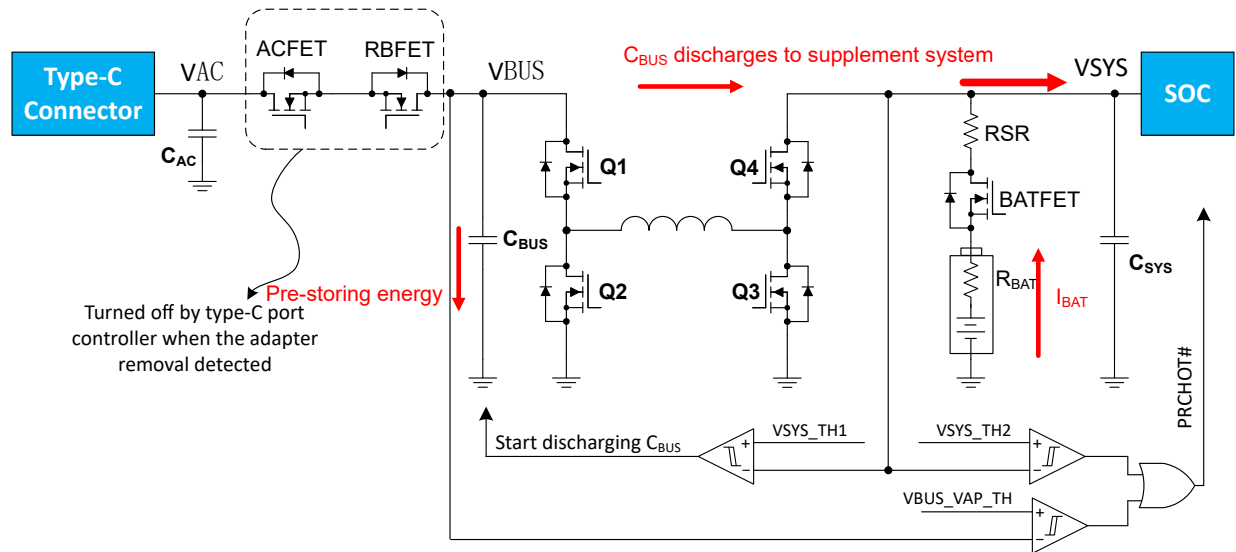 Type-C
Connector
VAC
CAC
ACFET
RBFET
VBUS
CBUS discharges to supplement system
VSYS
SOC
RSR
Q1
Q4
BATFET
CBUS
Q2
Q3
RBAT
IBAT
CSYS
Pre-storing energy
Turned off by type-C port
controller when the adapter
removal detected
PRCHOT#
Start discharging CBUS
VSYS_TH1
+
−
VSYS_TH2
+
−
VBUS_VAP_TH
+
−